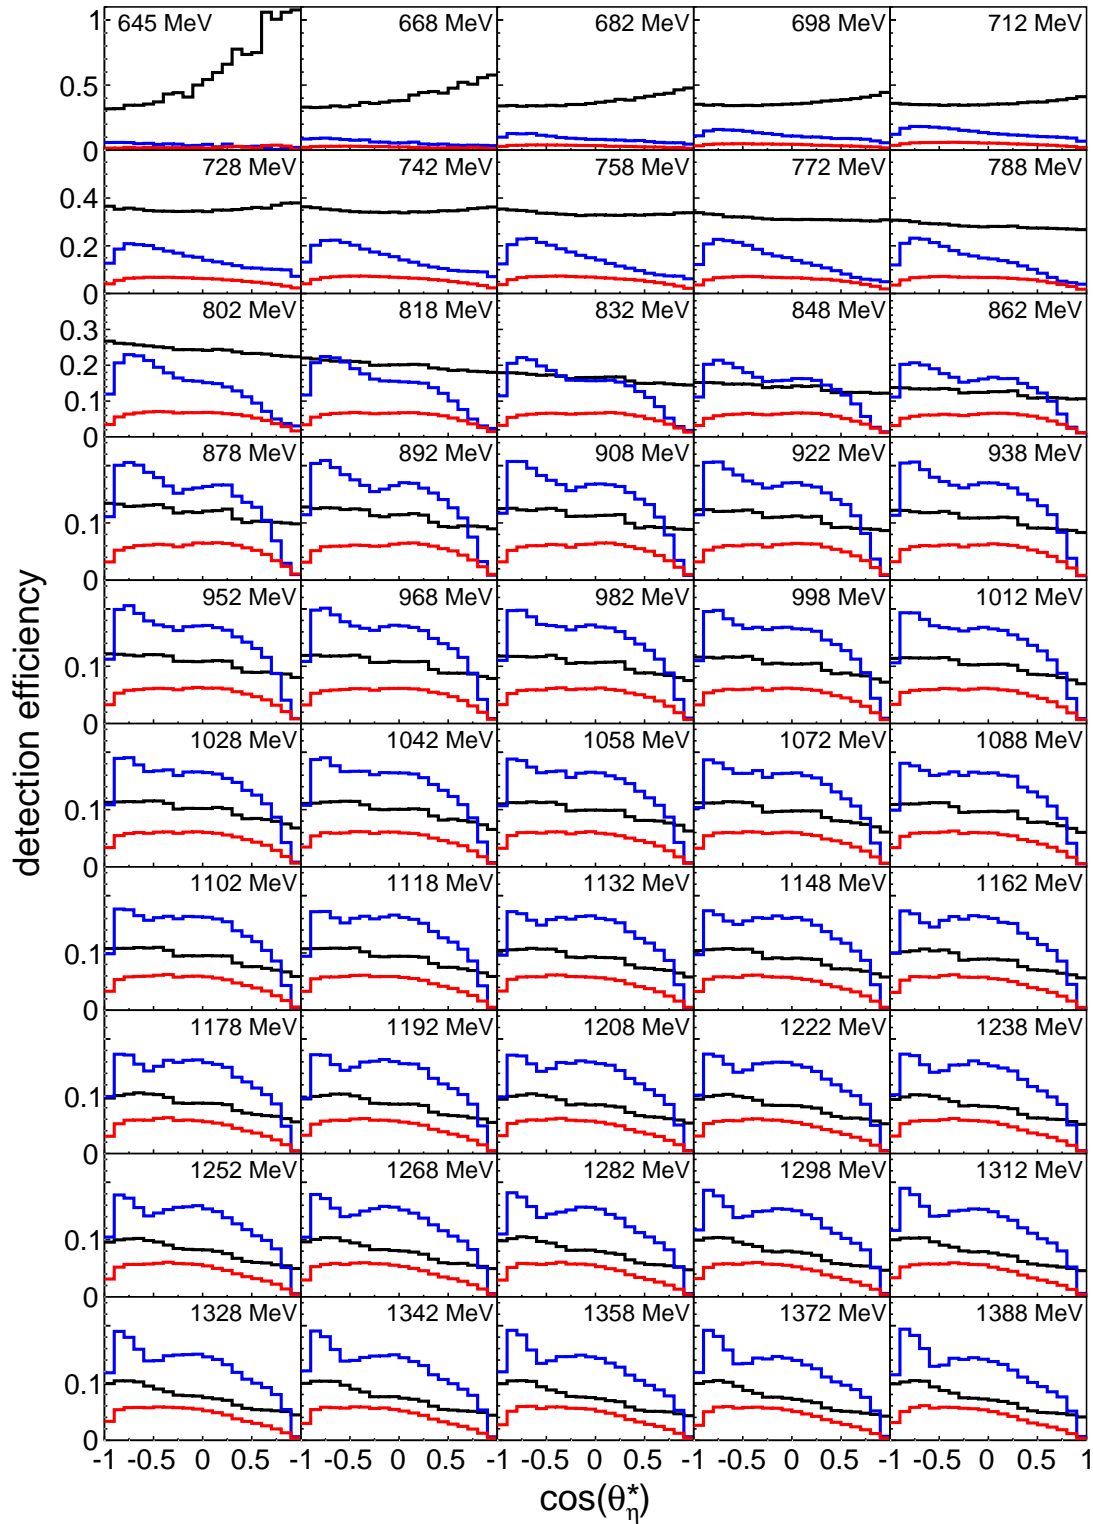 645 MeV 668 MeV 682 MeV 698 MeV 712 MeV
1
0.5
0
728 MeV 742 MeV 758 MeV 772 MeV 788 MeV
0.4
0.2
0
802 MeV 818 MeV 832 MeV 848 MeV 862 MeV
0.3
0.2
0.1
0
878 MeV 892 MeV 908 MeV 922 MeV 938 MeV
0.1
0
952 MeV 968 MeV 982 MeV 998 MeV 1012 MeV
0.1
0
1028 MeV 1042 MeV 1058 MeV 1072 MeV 1088 MeV
0.1
0
1102 MeV 1118 MeV 1132 MeV 1148 MeV 1162 MeV
0.1
0
1178 MeV 1192 MeV 1208 MeV 1222 MeV 1238 MeV
0.1
0
1252 MeV 1268 MeV 1282 MeV 1298 MeV 1312 MeV
0.1
0
1328 MeV 1342 MeV 1358 MeV 1372 MeV 1388 MeV
0.1
0
-1 -0.5 0 0.5 -1 -0.5 0 0.5 -1 -0.5 0 0.5 -1 -0.5 0 0.5 -1 -0.5 0 0.5 1
detection efficiency
cos(θ*η)